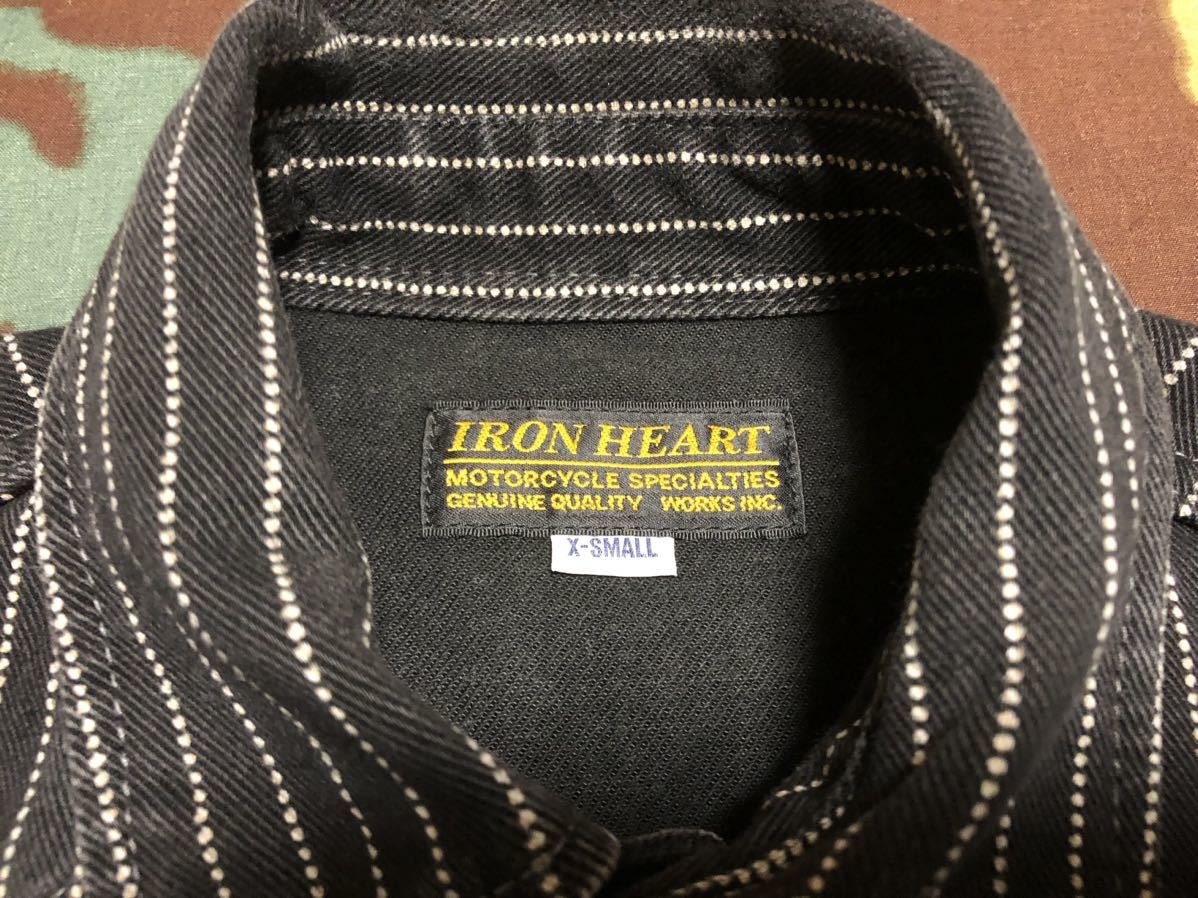 IRON HEART
MOTORCYCLE SPECIALTIES
GENUINE QUALITY WORKS INC.
X-SMALL